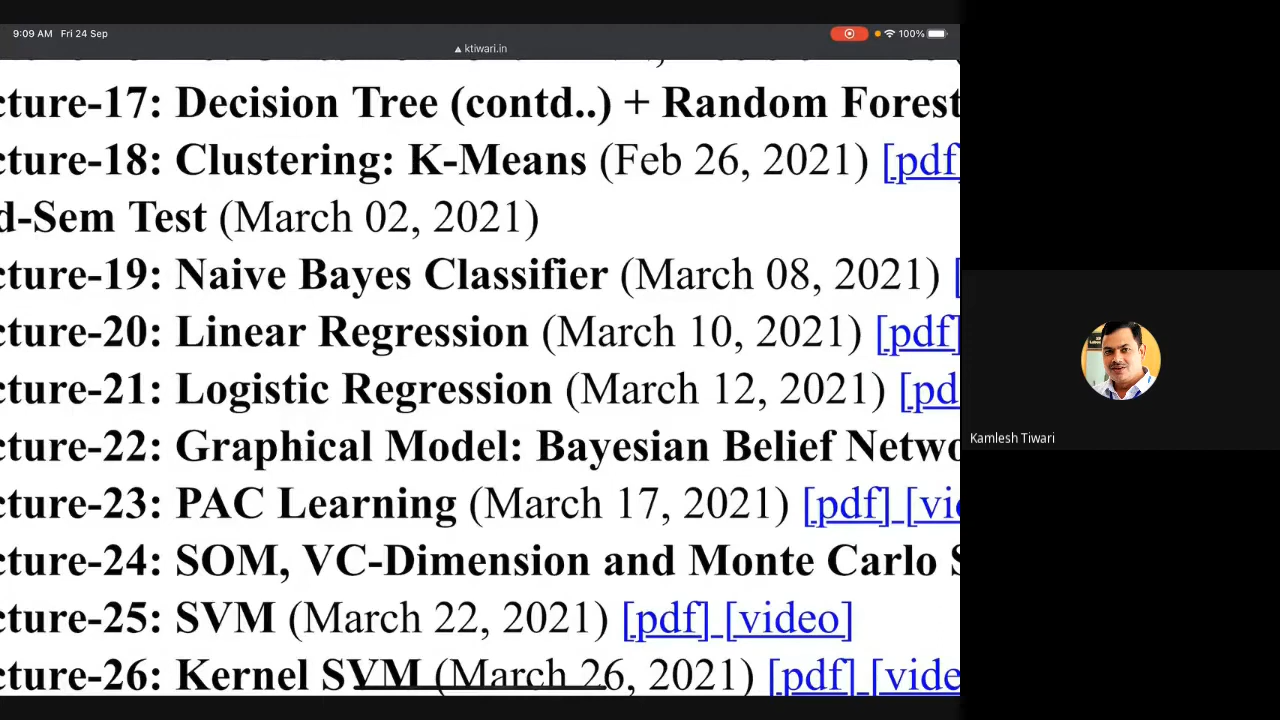 9:09 AM Fri 24 Sep
100%
ktiwari.in
cture-17: Decision Tree (contd..) + Random Forest
cture-18: Clustering: K-Means (Feb 26, 2021) [pdf]
d-Sem Test (March 02, 2021)
cture-19: Naive Bayes Classifier (March 08, 2021) [
cture-20: Linear Regression (March 10, 2021) [pdf]
cture-21: Logistic Regression (March 12, 2021) [pd
cture-22: Graphical Model: Bayesian Belief Netwo
cture-23: PAC Learning (March 17, 2021) [pdf] [vi
cture-24: SOM, VC-Dimension and Monte Carlo S
cture-25: SVM (March 22, 2021) [pdf] [video]
cture-26: Kernel SVM (March 26, 2021) [pdf] [vide
Kamlesh Tiwari